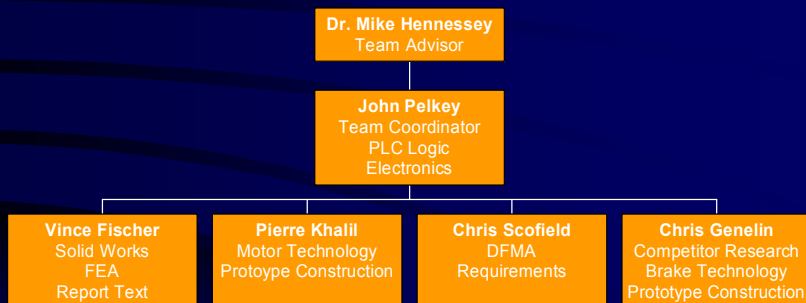 Dr. Mike Hennessey
Team Advisor
John Pelkey
Team Coordinator
PLC Logic
Electronics
Vince Fischer
Solid Works
FEA
Report Text
Pierre Khalil
Motor Technology
Protoype Construction
Chris Scofield
DFMA
Requirements
Chris Genelin
Competitor Research
Brake Technology
Prototype Construction